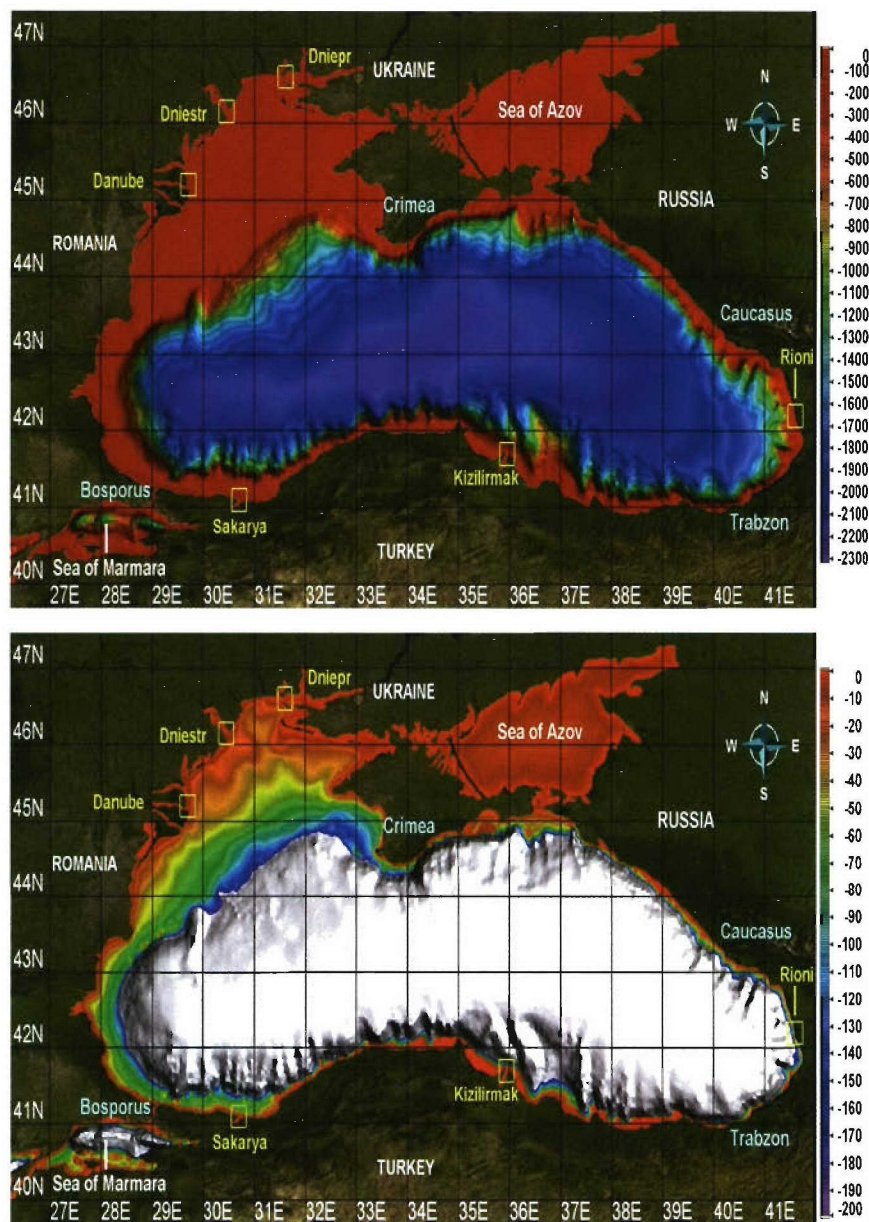 47N
Dniepr
UKRAINE
N
46N
Dniestr
Sea of Azov
W
E
S
45N
Danube
Crimea
RUSSIA
ROMANIA
44N
43N
Caucasus
Rioni
42N
41N
Bosporus
Kizilirmak
Sakarya
Trabzon
TURKEY
40N
Sea of Marmara
27E 28E 29E 30E 31E 32E 33E 34E 35E 36E 37E 38E 39E 40E 41E
0
-100
-200
-300
-400
-500
-600
-700
-800
-900
-1000
-1100
-1200
-1300
-1400
-1500
-1600
-1700
-1800
-1900
-2000
-2100
-2200
-2300
47N
Dniepr
UKRAINE
N
46N
Dniestr
Sea of Azov
W
E
S
45N
Danube
Crimea
RUSSIA
ROMANIA
44N
43N
Caucasus
Rioni
42N
41N
Bosporus
Kizilirmak
Sakarya
Trabzon
TURKEY
40N
Sea of Marmara
27E 28E 29E 30E 31E 32E 33E 34E 35E 36E 37E 38E 39E 40E 41E
0
-10
-20
-30
-40
-50
-60
-70
-80
-90
-100
-110
-120
-130
-140
-150
-160
-170
-180
-190
-200